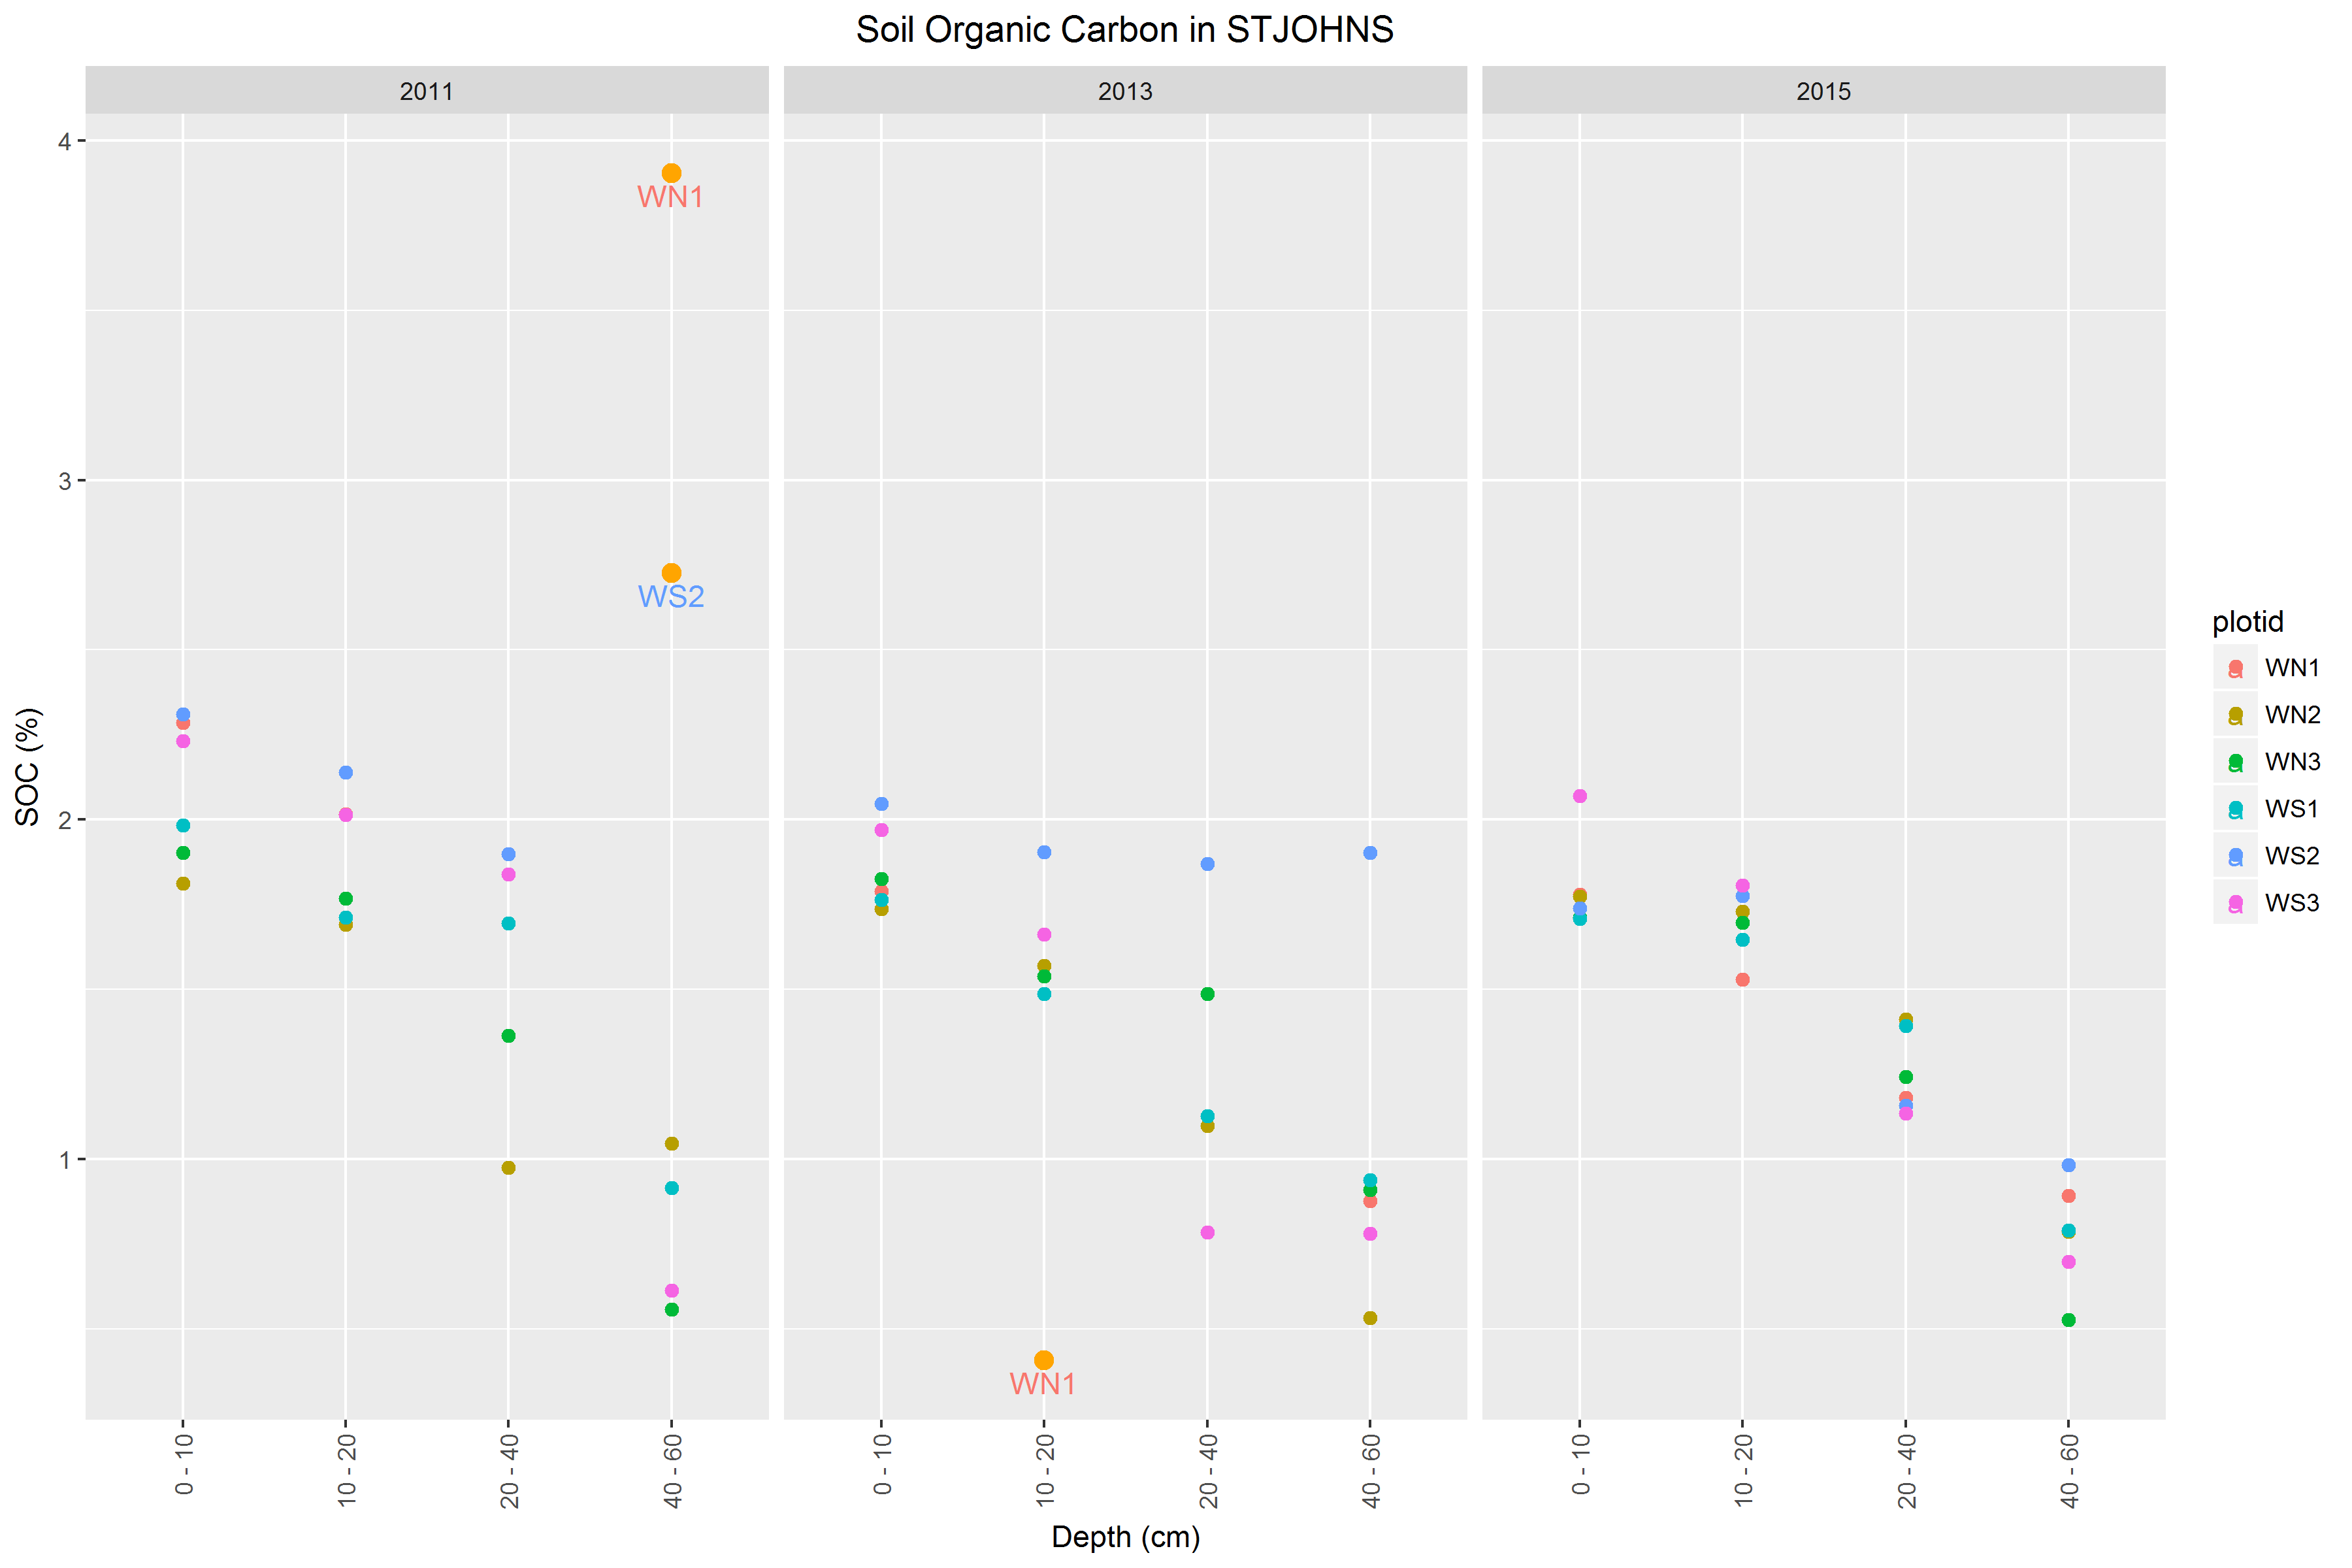 Soil Organic Carbon in STJOHNS
2011
2013
2015
4
3
2
1
SOC (%)
WN1
WS2
WN1
0 - 10
10 - 20
20 - 40
40 - 60
0 - 10
10 - 20
20 - 40
40 - 60
0 - 10
10 - 20
20 - 40
40 - 60
Depth (cm)
plotid
a WN1
a WN2
a WN3
a WS1
a WS2
a WS3